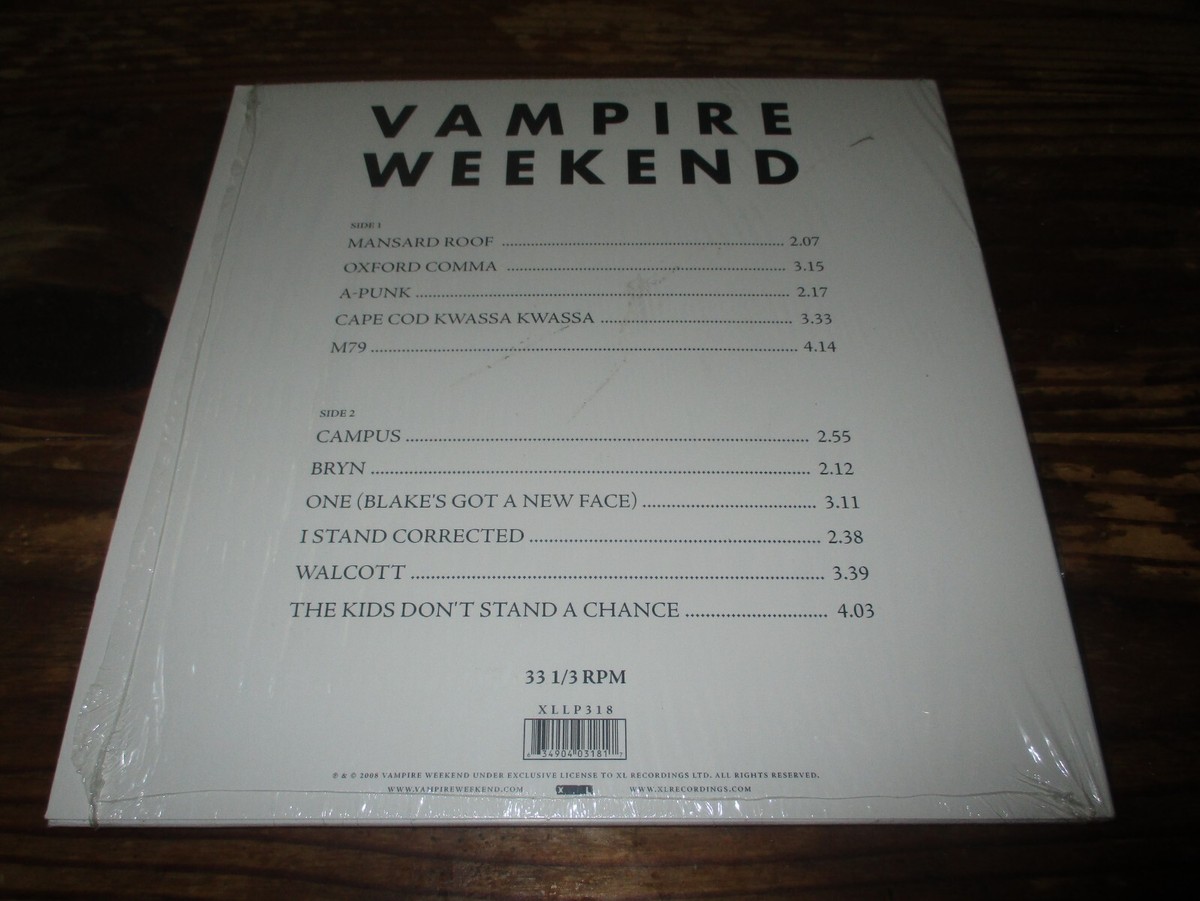 VAMPIRE
WEEKEND
SIDE 1
MANSARD ROOF ........ 2.07
OXFORD COMMA ........ 3.15
A-PUNK ........ 2.17
CAPE COD KWASSA KWASSA ........ 3.33
M79 ........ 4.14
SIDE 2
CAMPUS ........ 2.55
BRYN ........ 2.12
ONE (BLAKE'S GOT A NEW FACE) ........ 3.11
I STAND CORRECTED ........ 2.38
WALCOTT ........ 3.39
THE KIDS DON'T STAND A CHANCE ........ 4.03
33 1/3 RPM
XLLP318
34904 03181 7
℗ & © 2008 VAMPIRE WEEKEND UNDER EXCLUSIVE LICENSE TO XL RECORDINGS LTD. ALL RIGHTS RESERVED.
WWW.VAMPIREWEEKEND.COM WWW.XLRECORDINGS.COM